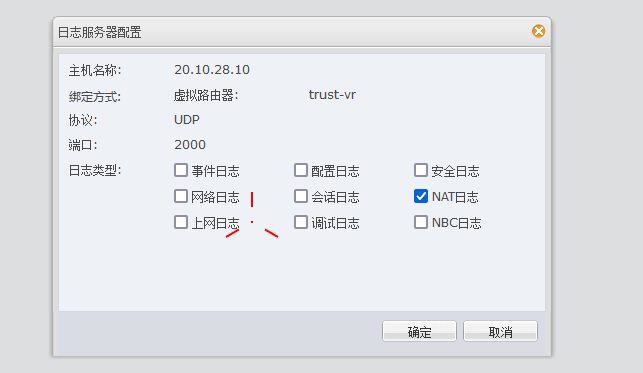 日志服务器配置
主机名称: 20.10.28.10
绑定方式: 虚拟路由器: trust-vr
协议: UDP
端口: 2000
日志类型: 事件日志 配置日志 安全日志
网络日志 会话日志 NAT日志
上网日志 调试日志 NBC日志
确定 取消